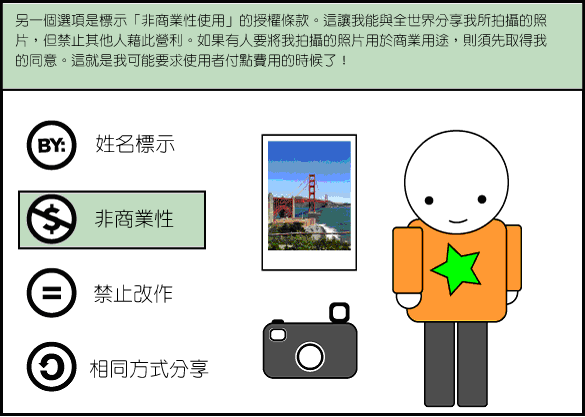 另一個選項是標示「非商業性使用」的授權條款。這讓我能與全世界分享我所拍攝的照
片，但禁止其他人藉此營利。如果有人要將我拍攝的照片用於商業用途，則須先取得我
的同意。這就是我可能要求使用者付點費用的時候了！
BY: 姓名標示
$ 非商業性
= 禁止改作
相同方式分享